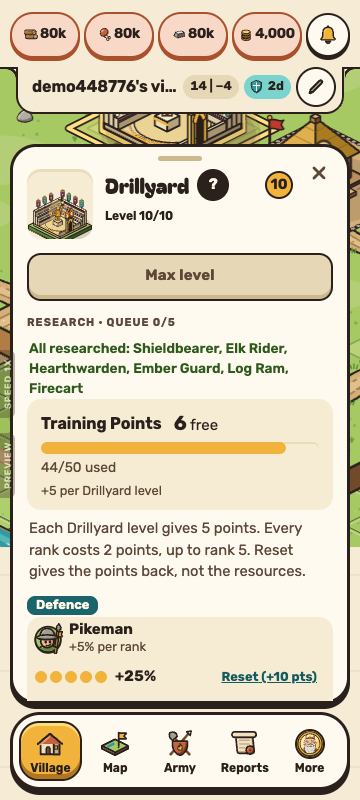 80k
80k
80k
4,000
demo448776's vi...
14 | −4
2d
Drillyard
?
10
Level 10/10
Max level
RESEARCH • QUEUE 0/5
All researched: Shieldbearer, Elk Rider,
Hearthwarden, Ember Guard, Log Ram,
Firecart
SPEED 1X
Training Points
6 free
44/50 used
+5 per Drillyard level
PREVIEW
Each Drillyard level gives 5 points. Every
rank costs 2 points, up to rank 5. Reset
gives the points back, not the resources.
Defence
Pikeman
+5% per rank
+25%
Reset (+10 pts)
Village
Map
Army
Reports
More